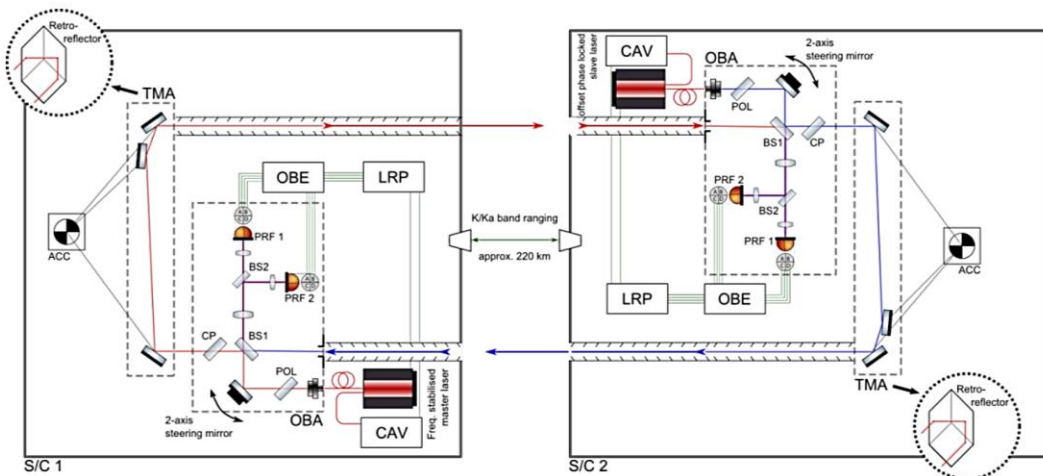 Retro-
reflector
TMA
ACC
OBE
LRP
PRF 1
BS2
PRF 2
CP
BS1
POL
2-axis
steering mirror
OBA
CAV
Freq. stabilised
master laser
S/C 1
K/Ka band ranging
approx. 220 km
offset phase locked
slave laser
CAV
OBA
2-axis
steering mirror
POL
BS1
CP
PRF 2
BS2
PRF 1
LRP
OBE
ACC
TMA
Retro-
reflector
S/C 2